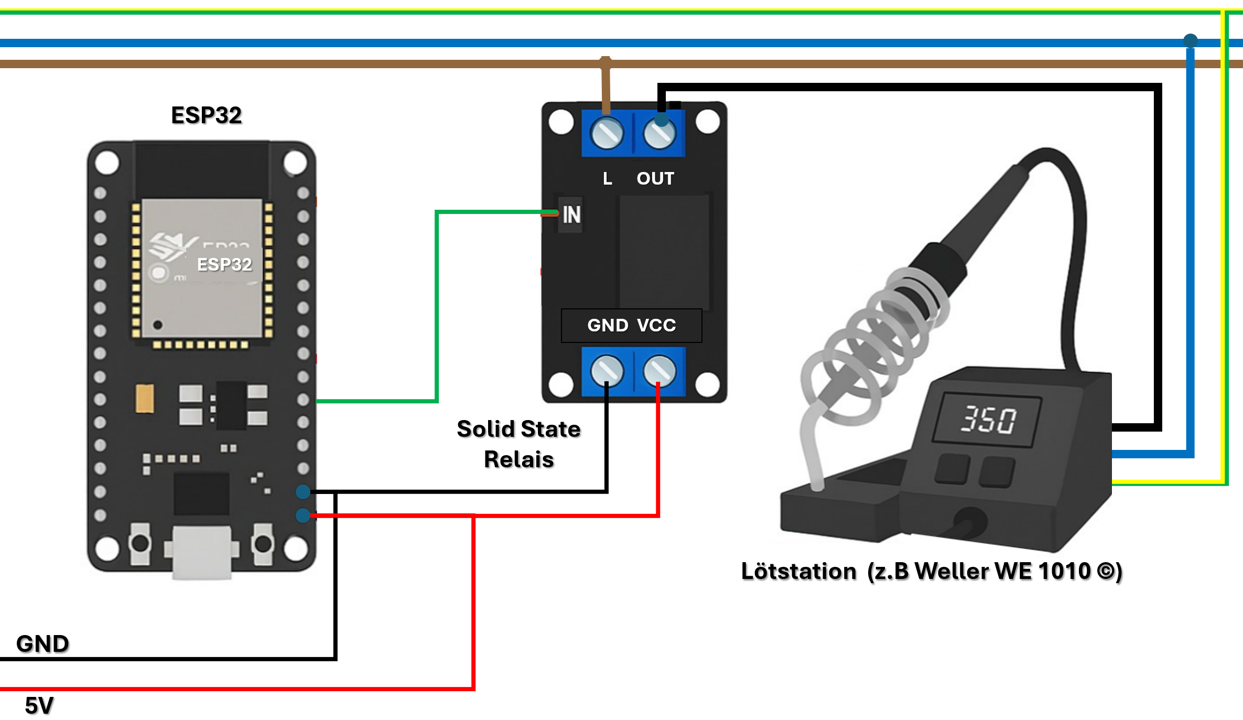 ESP32
L OUT
ESP32
IN
GND VCC
350
Solid State
Relais
Lötstation (z.B Weller WE 1010 ©)
GND
5V